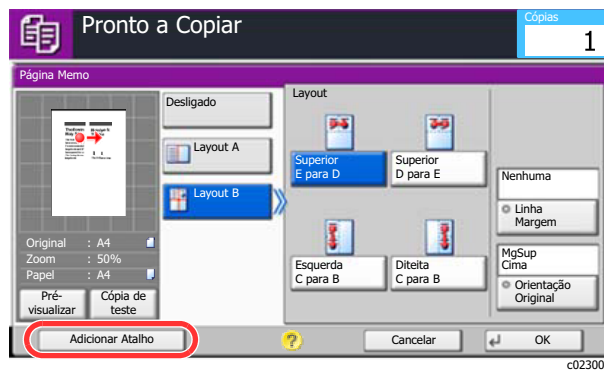 Pronto a Copiar
Cópias
1
Página Memo
Desligado
Layout A
Layout B
Layout
Superior
E para D
Superior
D para E
Esquerda
C para B
Diteita
C para B
Nenhuma
Linha
Margem
MgSup
Cima
Orientação
Original
Original : A4
Zoom : 50%
Papel : A4
Pré-
visualizar
Cópia de
teste
Adicionar Atalho
?
Cancelar
OK
c02300